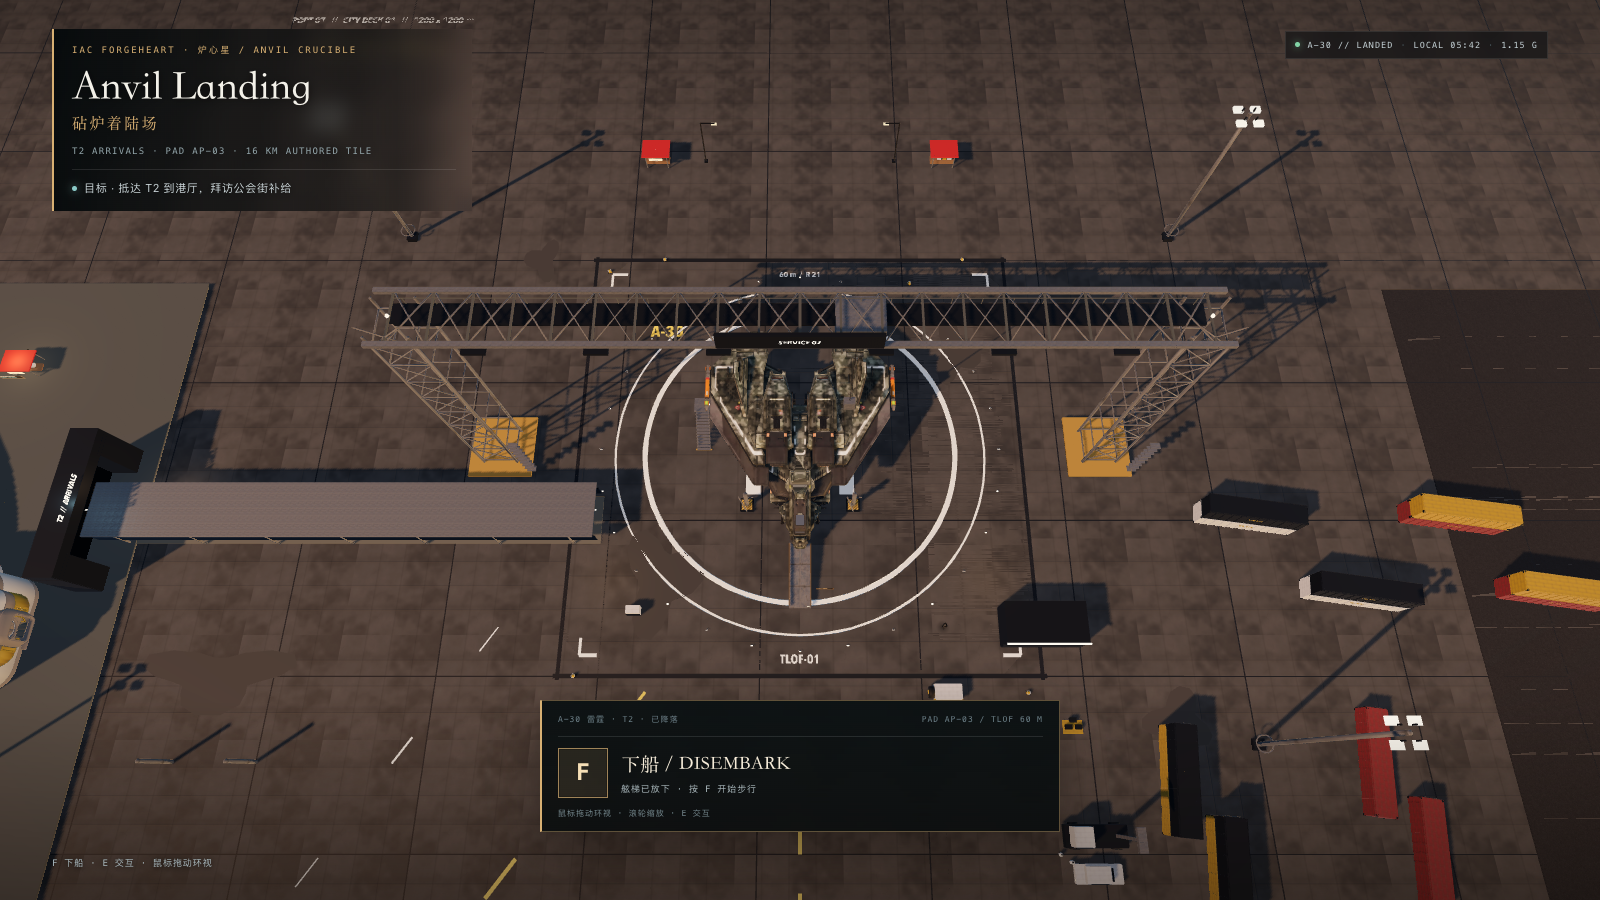 IAC FORGEHEART · 炉心星 / ANVIL CRUCIBLE
Anvil Landing
砧炉着陆场
T2 ARRIVALS · PAD AP-03 · 16 KM AUTHORED TILE
目标 · 抵达 T2 到港厅，拜访公会街补给
A-30 // LANDED · LOCAL 05:42 · 1.15 G
60m / R21
A-33
T2 // ARRIVALS
TLOF-01
A-30 雷霆 · T2 · 已降落
PAD AP-03 / TLOF 60 M
F
下船 / DISEMBARK
舷梯已放下 · 按 F 开始步行
鼠标拖动环视 · 滚轮缩放 · E 交互
F 下船 · E 交互 · 鼠标拖动环视